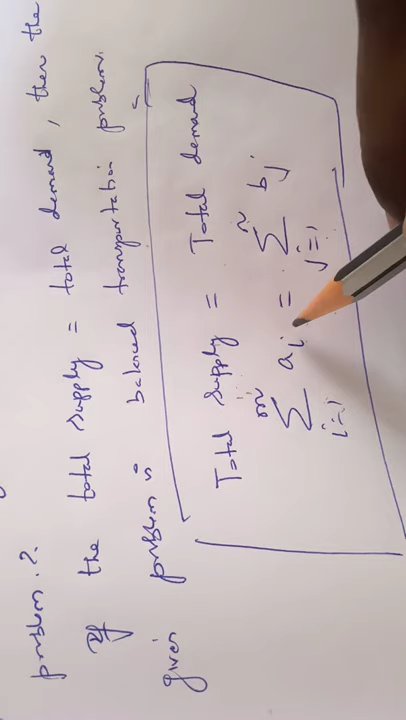 problem.?
If the total supply = total demand, then the
given problem is balanced transportation problem.
Total supply = Total demand
m n
∑ ai = ∑ bj
i=1 j=1